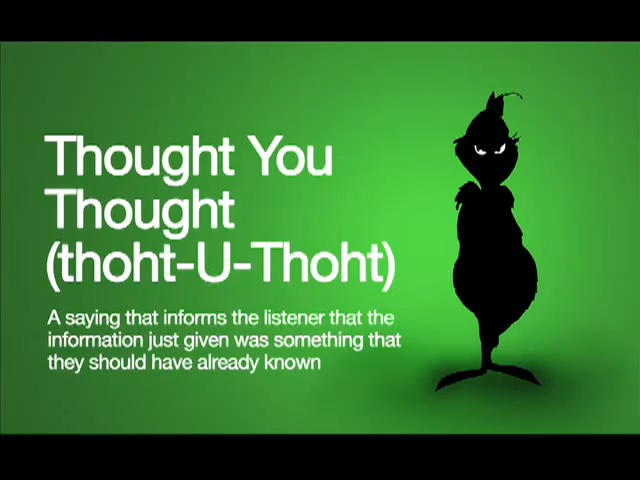 Thought You
Thought
(thoht-U-Thoht)
A saying that informs the listener that the
information just given was something that
they should have already known